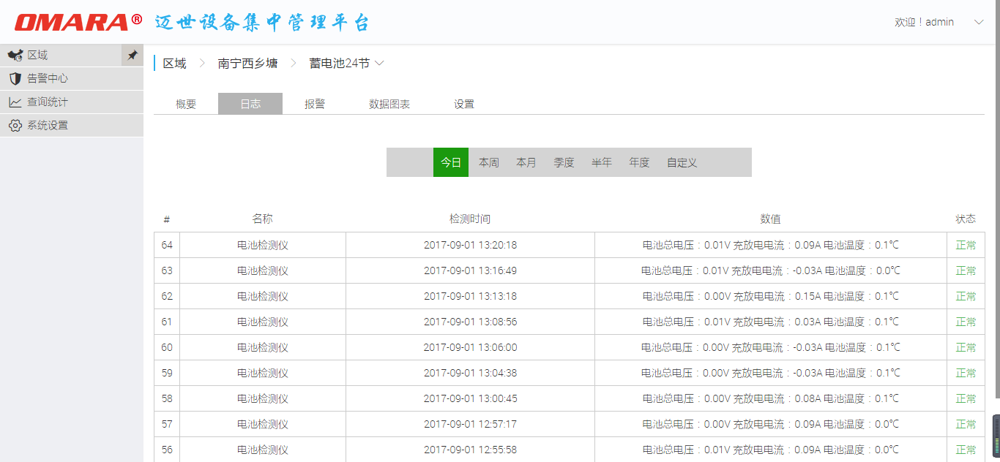 OMARA® 迈世设备集中管理平台 欢迎！admin
区域
告警中心
查询统计
系统设置
区域 南宁西乡塘 蓄电池24节
概要 日志 报警 数据图表 设置
今日 本周 本月 季度 半年 年度 自定义
# 名称 检测时间 数值 状态
64 电池检测仪 2017-09-01 13:20:18 电池总电压：0.01V 充放电电流：0.09A 电池温度：0.1℃ 正常
63 电池检测仪 2017-09-01 13:16:49 电池总电压：0.01V 充放电电流：-0.03A 电池温度：0.0℃ 正常
62 电池检测仪 2017-09-01 13:13:18 电池总电压：0.00V 充放电电流：0.15A 电池温度：0.1℃ 正常
61 电池检测仪 2017-09-01 13:08:56 电池总电压：0.01V 充放电电流：0.03A 电池温度：0.1℃ 正常
60 电池检测仪 2017-09-01 13:06:00 电池总电压：0.00V 充放电电流：-0.03A 电池温度：0.1℃ 正常
59 电池检测仪 2017-09-01 13:04:38 电池总电压：0.00V 充放电电流：-0.03A 电池温度：0.1℃ 正常
58 电池检测仪 2017-09-01 13:00:45 电池总电压：0.00V 充放电电流：0.08A 电池温度：0.1℃ 正常
57 电池检测仪 2017-09-01 12:57:17 电池总电压：0.00V 充放电电流：0.09A 电池温度：0.0℃ 正常
56 电池检测仪 2017-09-01 12:55:58 电池总电压：0.01V 充放电电流：0.09A 电池温度：0.0℃ 正常